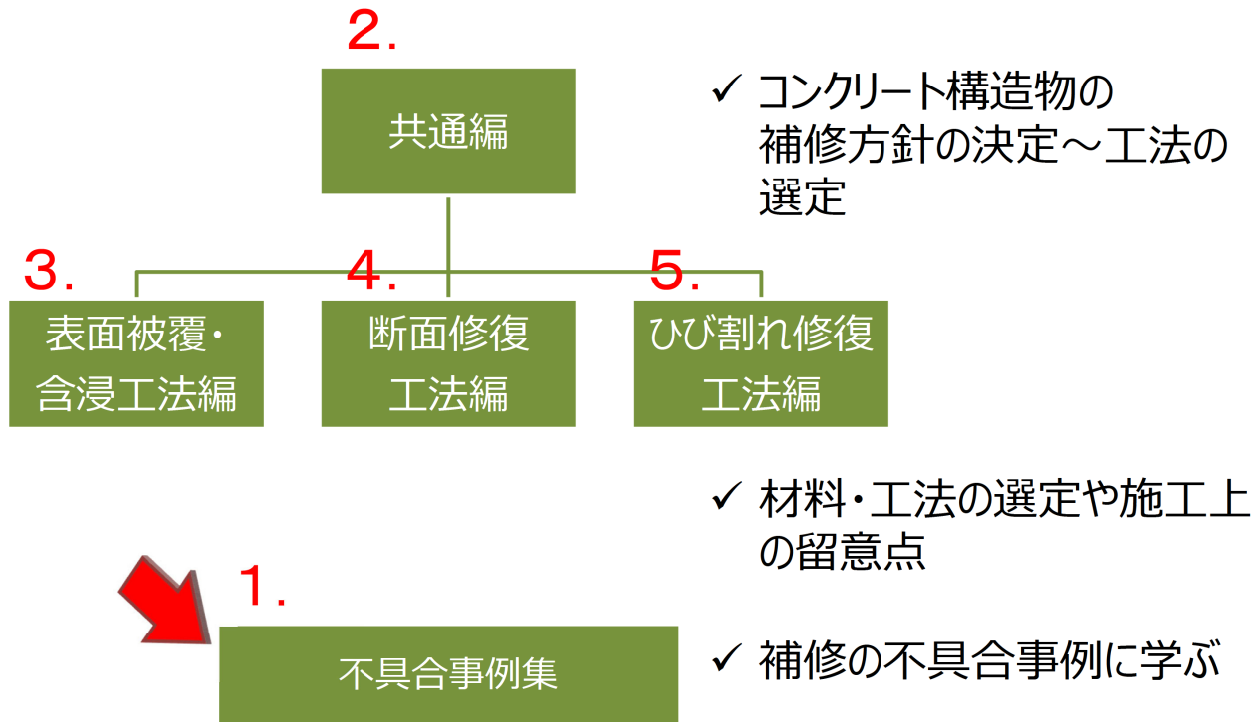 2.
共通編
✓ コンクリート構造物の
補修方針の決定～工法の
選定
3.
表面被覆・
含浸工法編
4.
断面修復
工法編
5.
ひび割れ修復
工法編
✓ 材料・工法の選定や施工上
の留意点
1.
不具合事例集
✓ 補修の不具合事例に学ぶ